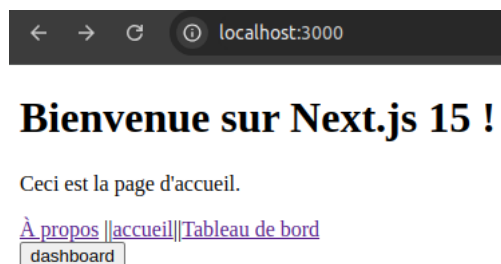 localhost:3000
Bienvenue sur Next.js 15 !
Ceci est la page d'accueil.
À propos ||accueil||Tableau de bord
dashboard